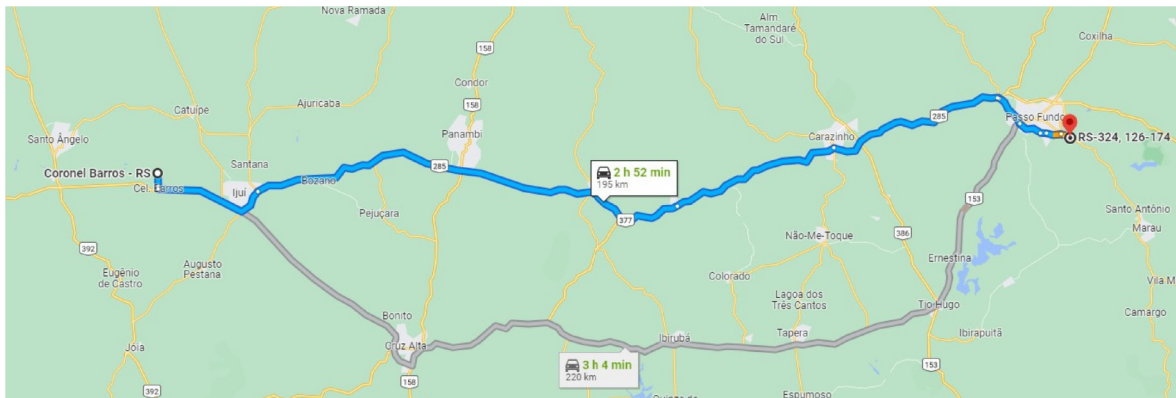 Nova Ramada
Alm
Tamandaré
do Sul
Coxilha
158
Condor
158
Catuípe
Ajuricaba
Santo Ângelo
Panambi
285
Carazinho
Passo Fundo
RS-324, 126-174
Santana
285
Coronel Barros - RS
Cel. Barros
Ijuí
Bozano
2 h 52 min
195 km
Pejuçara
377
153
Santo Antônio
Marau
392
Não-Me-Toque
386
Augusto
Pestana
Eugênio
de Castro
Colorado
Ernestina
Lagoa dos
Três Cantos
Vila M
Bonito
Tio Hugo
Camargo
Jóia
Cruz Alta
Ibirubá
Tapera
Ibirapuitã
3 h 4 min
220 km
153
158
392
Espumoso